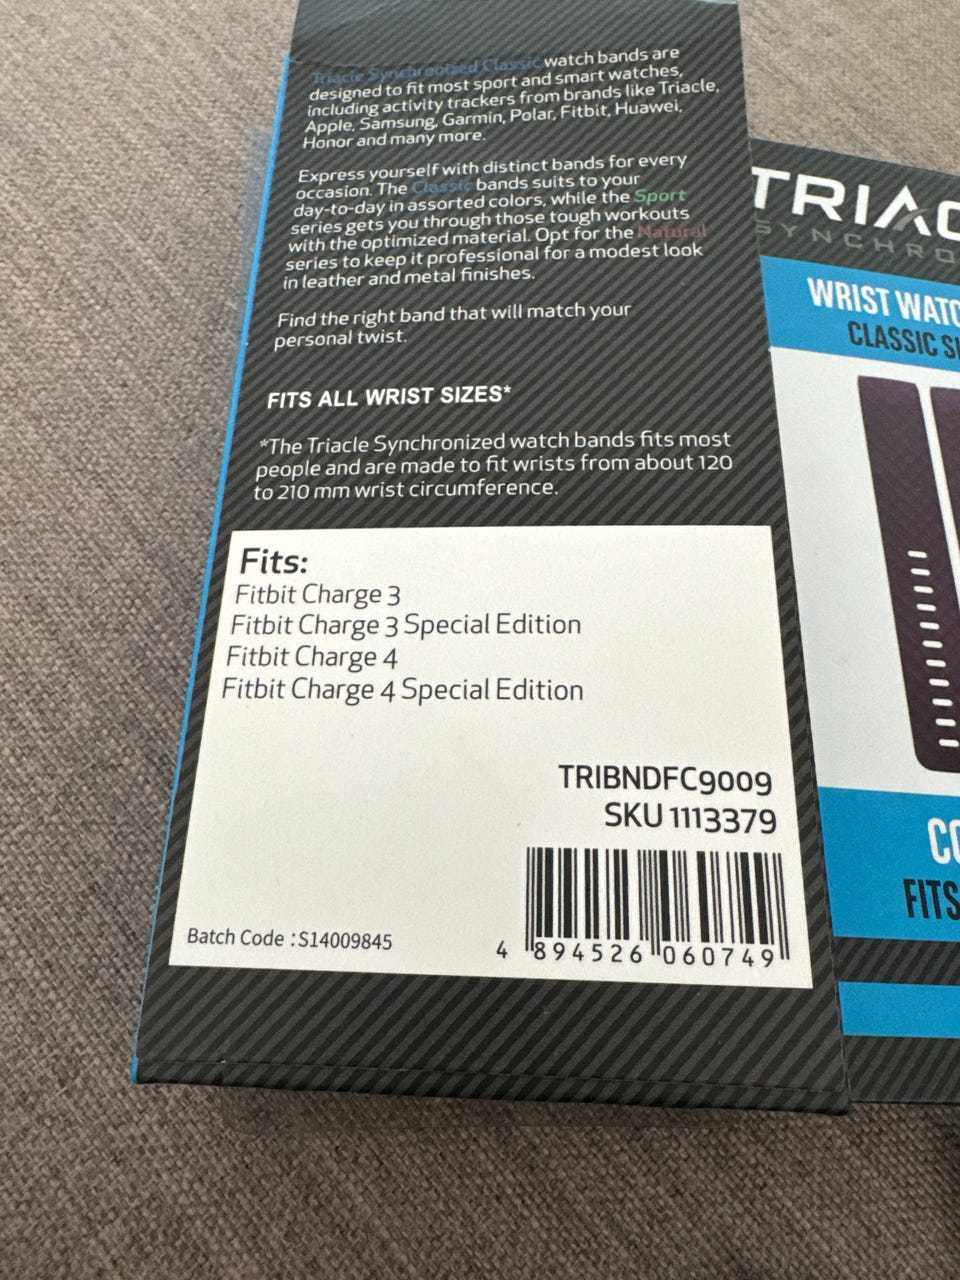 Triacle Synchronized Classic watch bands are
designed to fit most sport and smart watches,
including activity trackers from brands like Triacle,
Apple, Samsung, Garmin, Polar, Fitbit, Huawei,
Honor and many more.
Express yourself with distinct bands for every
occasion. The Classic bands suits to your
day-to-day in assorted colors, while the Sport
series gets you through those tough workouts
with the optimized material. Opt for the Natural
series to keep it professional for a modest look
in leather and metal finishes.
Find the right band that will match your
personal twist.
FITS ALL WRIST SIZES*
*The Triacle Synchronized watch bands fits most
people and are made to fit wrists from about 120
to 210 mm wrist circumference.
Fits:
Fitbit Charge 3
Fitbit Charge 3 Special Edition
Fitbit Charge 4
Fitbit Charge 4 Special Edition
TRIBNDFC9009
SKU 1113379
Batch Code :S14009845
4 894526 060749
TRIAC
SYNCHRO
WRIST WATC
CLASSIC SI
CO
FITS